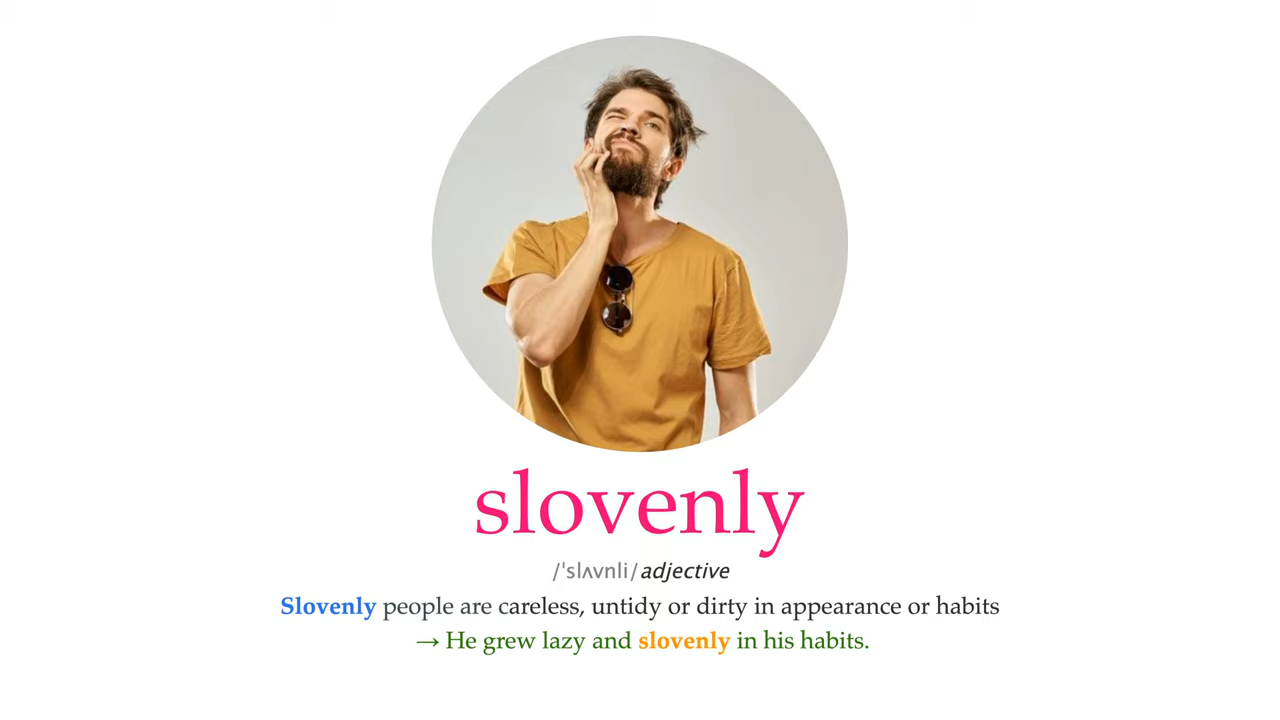 slovenly
/ˈslʌvnli/ adjective
Slovenly people are careless, untidy or dirty in appearance or habits
→ He grew lazy and slovenly in his habits.